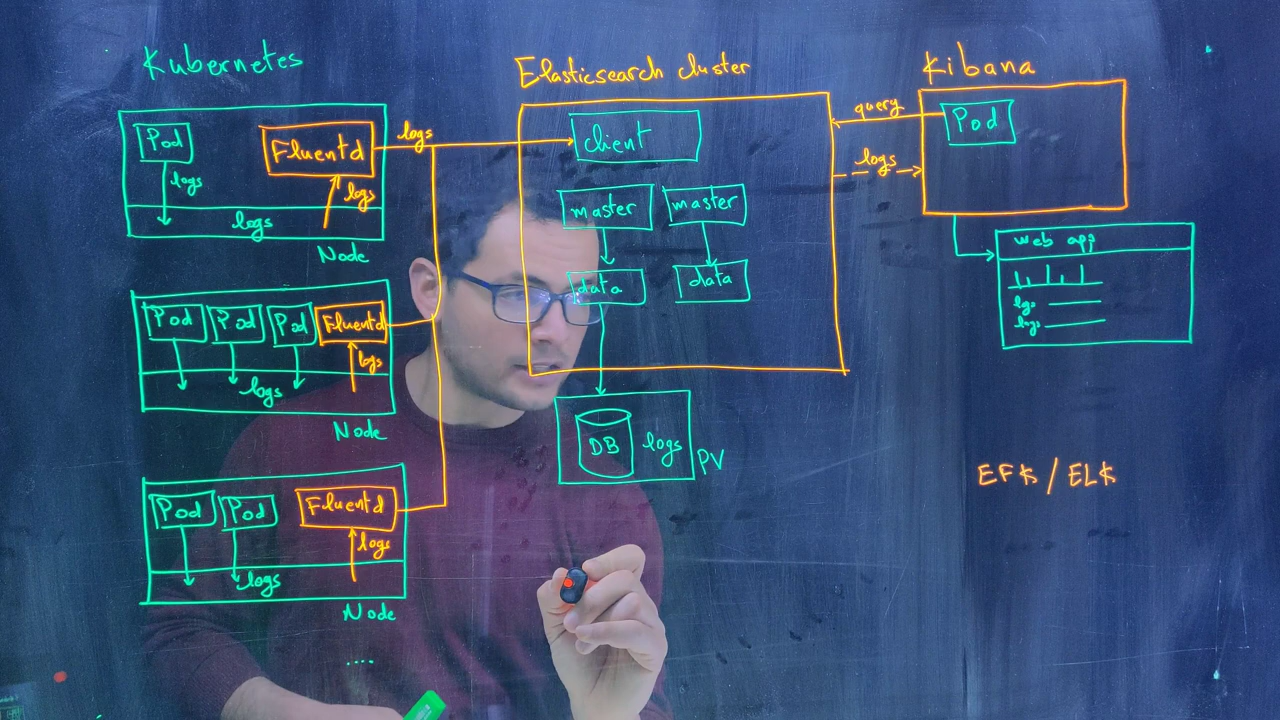 Kubernetes
Pod
Fluentd
logs
logs
logs
logs
Node
Pod Pod Pod Fluentd
logs
logs
Node
Pod Pod Fluentd
logs
logs
Node
....
Elasticsearch cluster
client
master master
data data
DB logs PV
Kibana
query
Pod
logs
web app
logs
logs
EFK / ELK